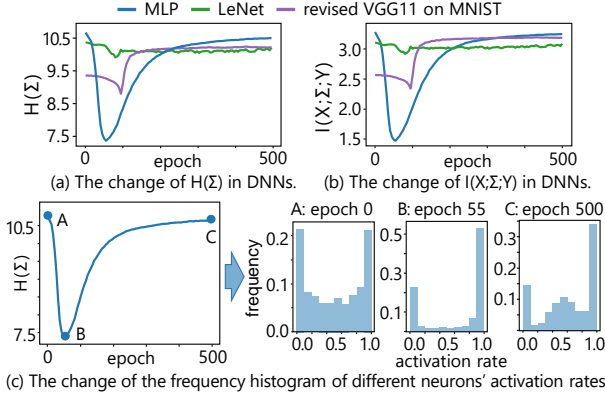 MLP LeNet revised VGG11 on MNIST
H(Σ)
10.5
9.5
8.5
7.5
0 500
epoch
(a) The change of H(Σ) in DNNs.
I(X;Σ;Y)
3.0
2.5
2.0
1.5
0 500
epoch
(b) The change of I(X;Σ;Y) in DNNs.
H(Σ)
10.5
7.5
A
B
C
0 epoch 500
A: epoch 0 B: epoch 55 C: epoch 500
frequency
0.2
0.1
0.0
0.0 0.5 1.0
0.5
0.3
0.1
0.0 0.5 1.0
0.3
0.2
0.1
0
0.0 0.5 1.0
activation rate
(c) The change of the frequency histogram of different neurons' activation rates